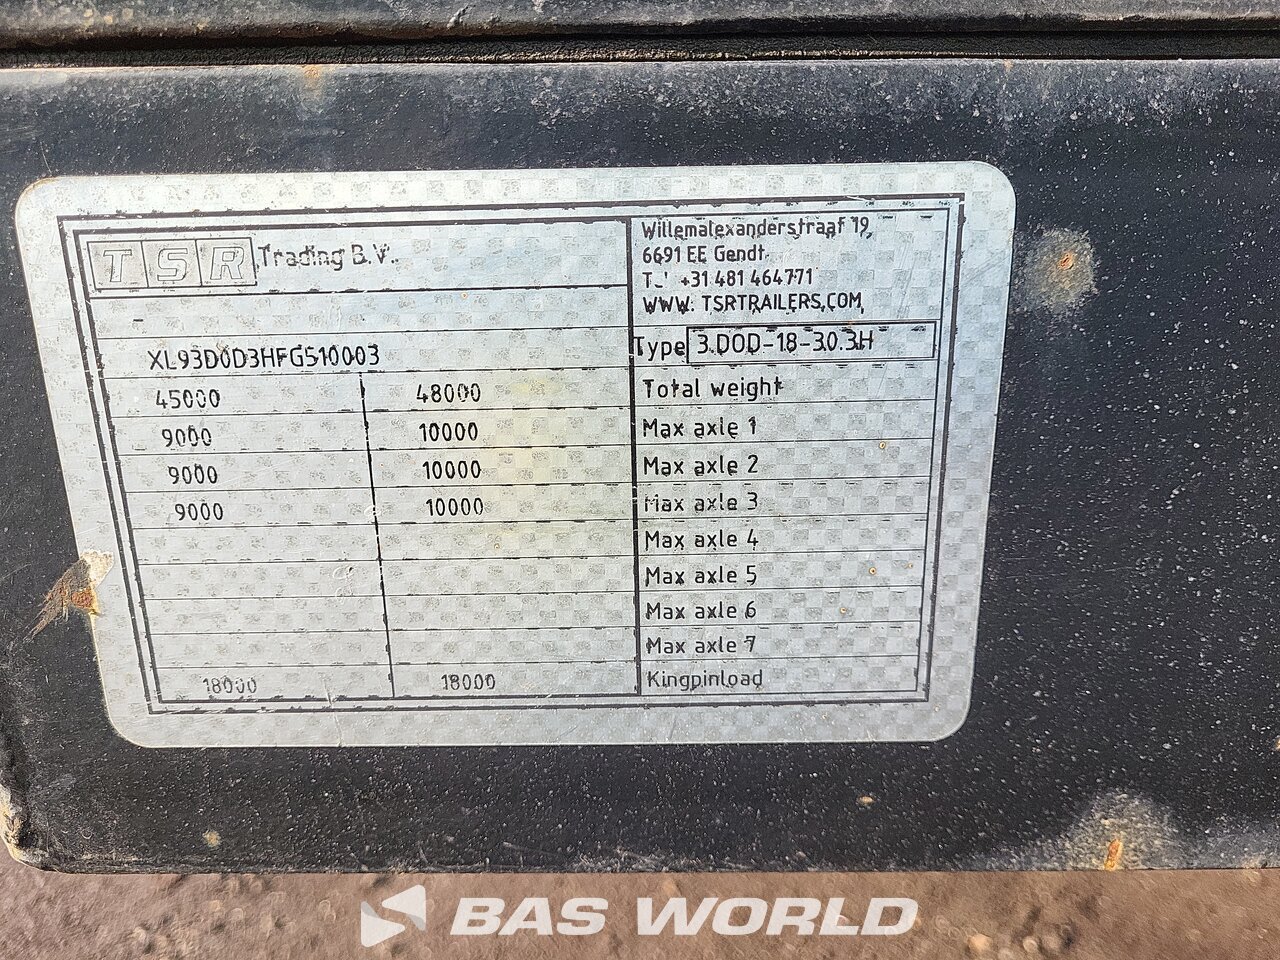 TSR Trading B.V.
Willemalexanderstraat 19
6691 EE Gendt
T.: +31 481 464771
WWW. TSRTRAILERS.COM
-
XL93D0D3HFG510003
Type 3.DOD-18-30.3.H
45000 48000 Total weight
9000 10000 Max axle 1
9000 10000 Max axle 2
9000 10000 Max axle 3
Max axle 4
Max axle 5
Max axle 6
Max axle 7
18000 18000 Kingpinload
BAS WORLD